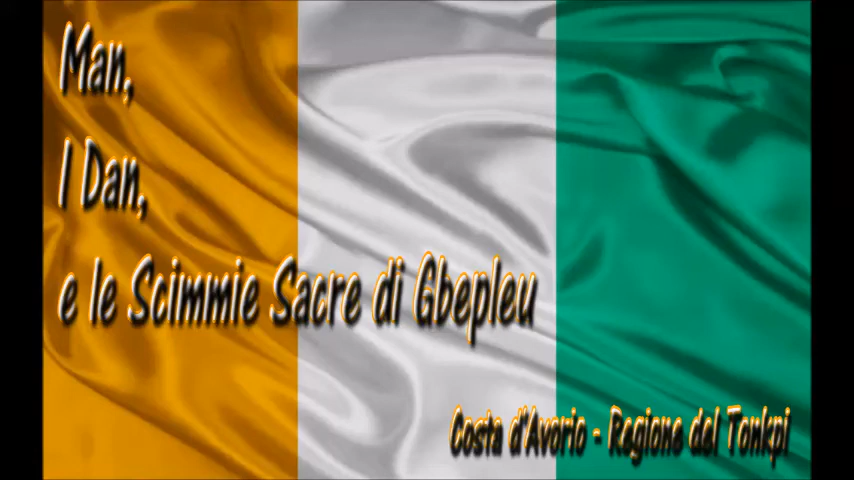 Man,
I Dan,
e le Scimmie Sacre di Gbepleu
Costa d'Avorio - Regione del Tonkpi